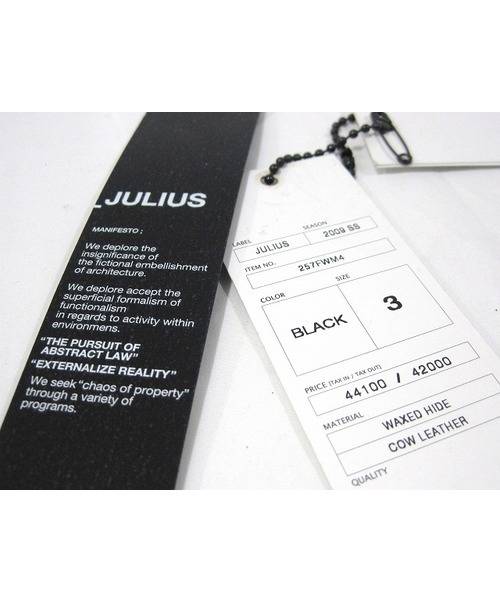 _JULIUS
MANIFESTO :
We deplore the
insignificance of
the fictional embellishment
of architecture.
We deplore accept the
superficial formalism of
functionalism
in regards to activity within
environmens.
"THE PURSUIT OF
ABSTRACT LAW"
"EXTERNALIZE REALITY"
We seek "chaos of property"
through a variety of
programs.
LABEL SEASON
JULIUS 2009 SS
ITEM NO.
257FWM4
COLOR SIZE
BLACK 3
PRICE [TAX IN / TAX OUT]
44100 / 42000
MATERIAL
WAXED HIDE
COW LEATHER
QUALITY